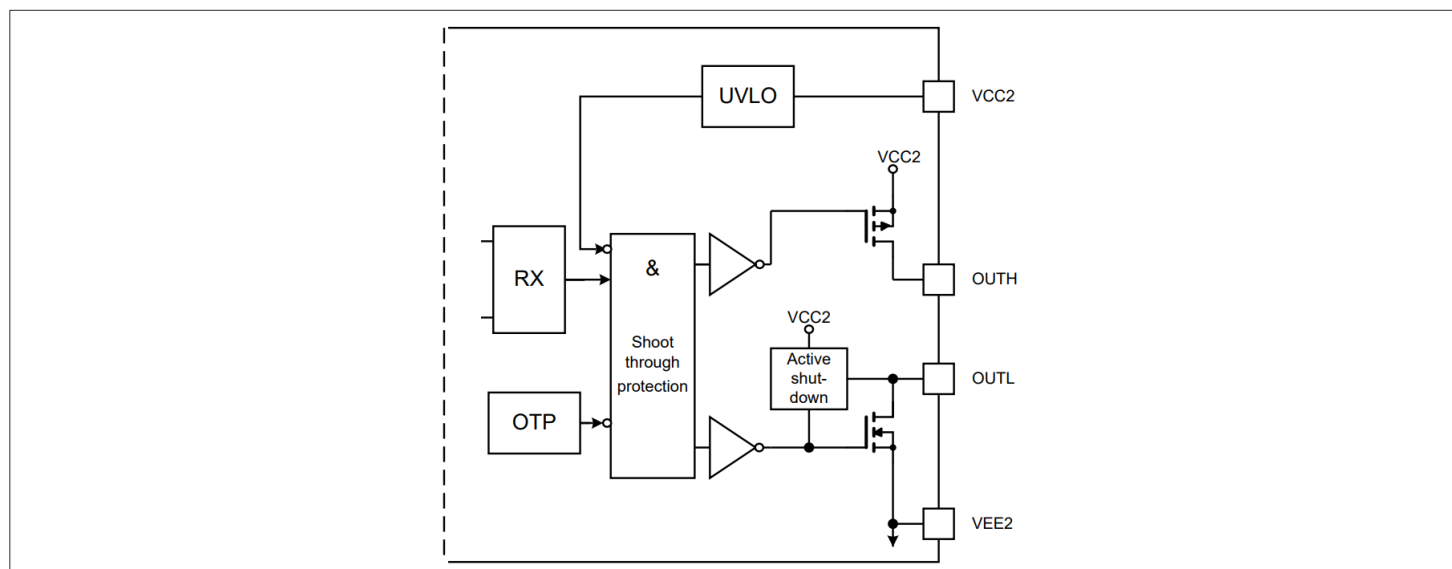 UVLO
VCC2
VCC2
RX
&
OUTH
Shoot
through
protection
VCC2
Active
shut-
down
OUTL
OTP
VEE2